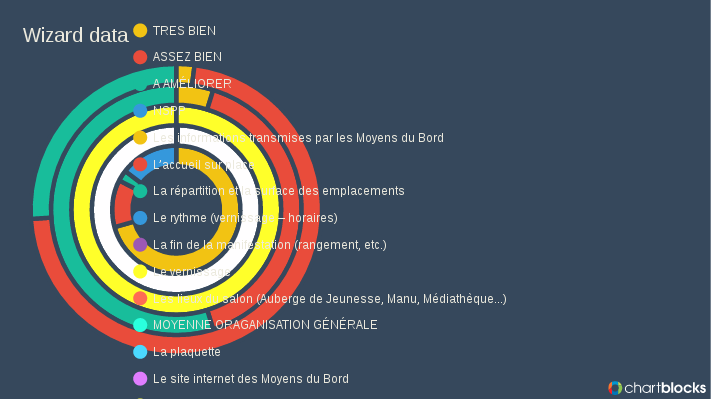 Wizard data
TRES BIEN
ASSEZ BIEN
A AMÉLIORER
NSPP
Les informations transmises par les Moyens du Bord
L'accueil sur place
La répartition et la surface des emplacements
Le rythme (vernissage – horaires)
La fin de la manifestation (rangement, etc.)
Le vernissage
Les lieux du salon (Auberge de Jeunesse, Manu, Médiathèque...)
MOYENNE ORAGANISATION GÉNÉRALE
La plaquette
Le site internet des Moyens du Bord
chartblocks